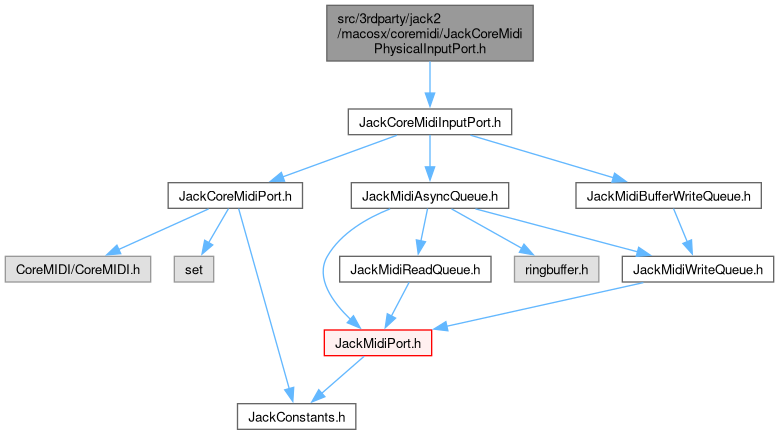 src/3rdparty/jack2
/macosx/coremidi/JackCoreMidi
PhysicalInputPort.h
JackCoreMidiInputPort.h
JackCoreMidiPort.h
JackMidiAsyncQueue.h
JackMidiBufferWriteQueue.h
CoreMIDI/CoreMIDI.h
set
JackMidiReadQueue.h
ringbuffer.h
JackMidiWriteQueue.h
JackMidiPort.h
JackConstants.h